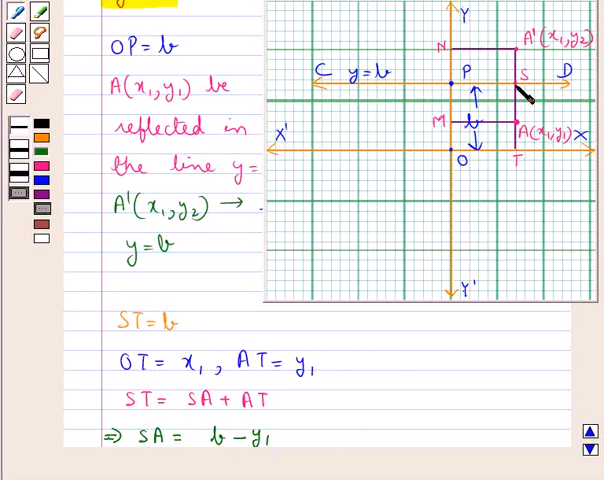 OP = b
A(x₁, y₁) be
reflected in
the line y =
A'(x₁, y₂) →
y = b
ST = b
OT = x₁ , AT = y₁
ST = SA + AT
⇒ SA = b − y₁
Y
N
A'(x₁, y₂)
C y = b P S D
M b A(x₁, y₁)
X' X
O T
Y'